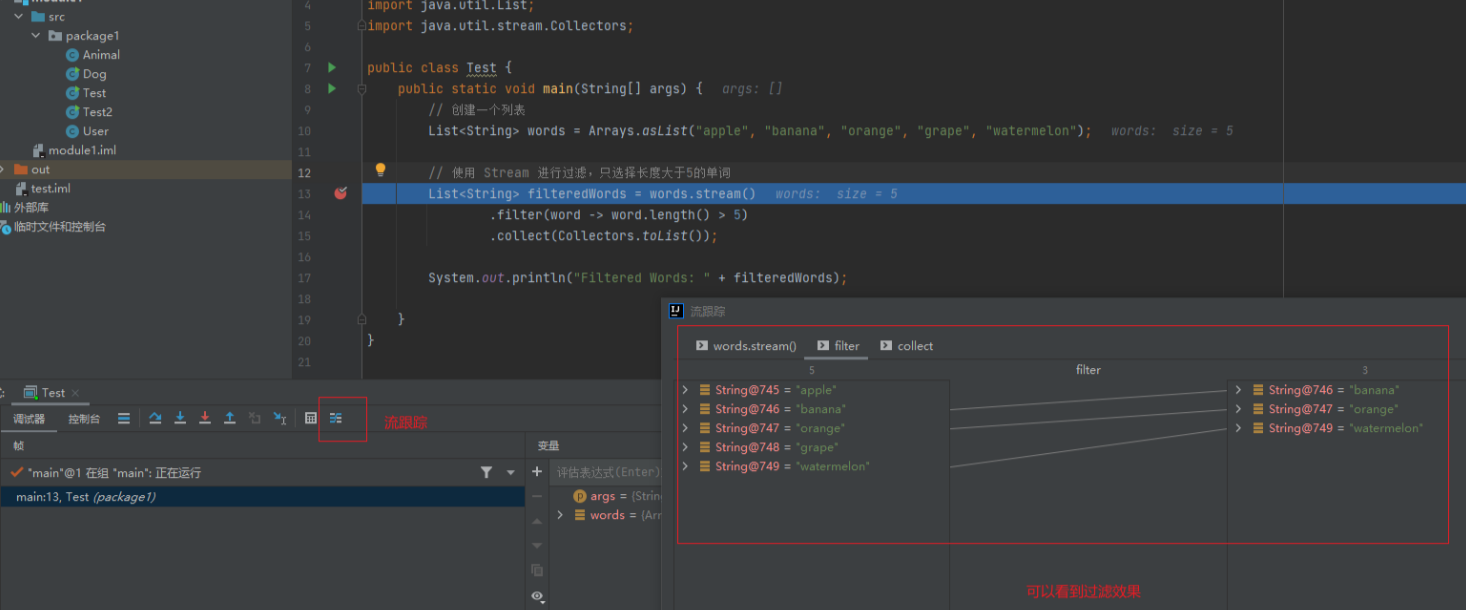 module1
src
package1
Animal
Dog
Test
Test2
User
module1.iml
out
test.iml
外部库
临时文件和控制台
4 import java.util.List;
5 import java.util.stream.Collectors;
6
7 public class Test {
8 public static void main(String[] args) { args: []
9 // 创建一个列表
10 List<String> words = Arrays.asList("apple", "banana", "orange", "grape", "watermelon"); words: size = 5
11
12 // 使用 Stream 进行过滤，只选择长度大于5的单词
13 List<String> filteredWords = words.stream() words: size = 5
14 .filter(word -> word.length() > 5)
15 .collect(Collectors.toList());
16
17 System.out.println("Filtered Words: " + filteredWords);
18
19 }
20 }
21
Test ×
调试器 控制台
流跟踪
帧
"main"@1 在组 "main": 正在运行
main:13, Test (package1)
变量
评估表达式(Enter)
args = {Strin
words = {Arr
流跟踪
words.stream() filter collect
5 filter 3
String@745 = "apple"
String@746 = "banana"
String@747 = "orange"
String@748 = "grape"
String@749 = "watermelon"
String@746 = "banana"
String@747 = "orange"
String@749 = "watermelon"
可以看到过滤效果